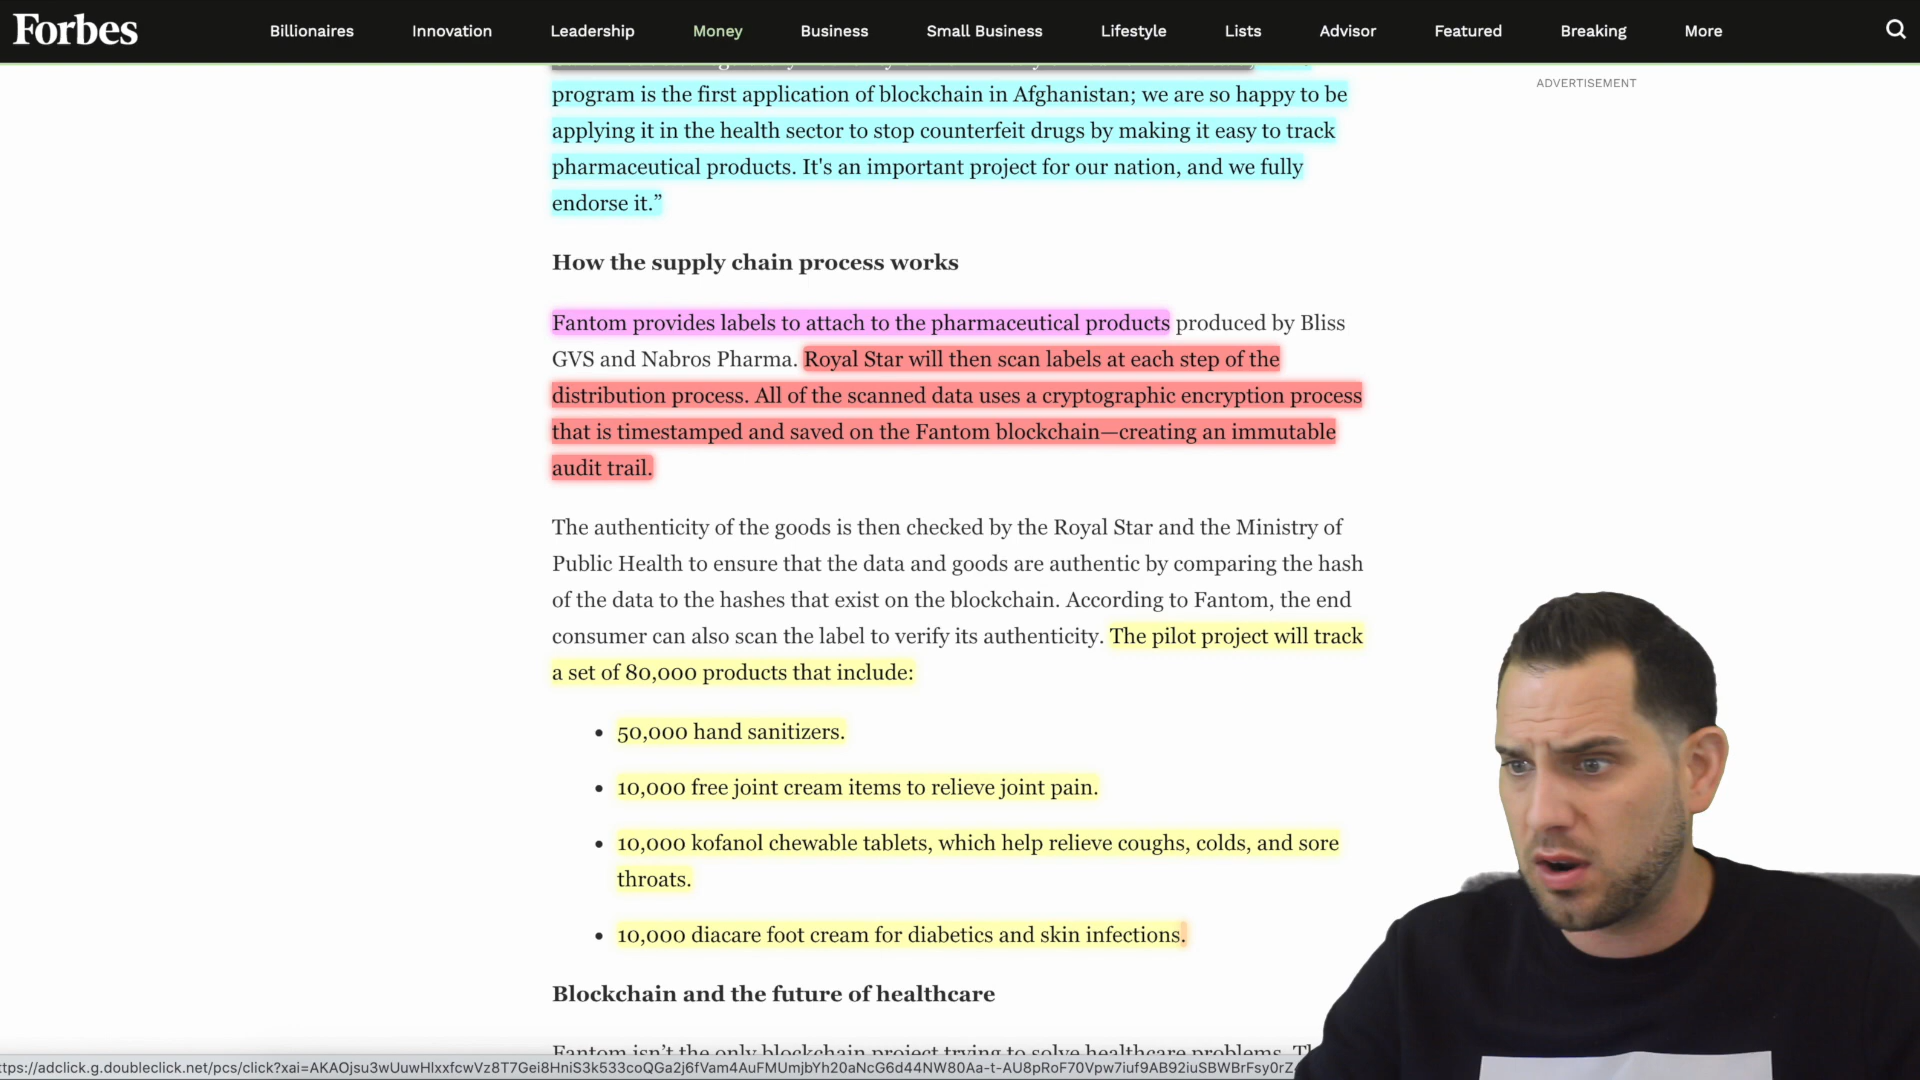 Forbes
Billionaires Innovation Leadership Money Business Small Business Lifestyle Lists Advisor Featured Breaking More
ADVERTISEMENT
program is the first application of blockchain in Afghanistan; we are so happy to be
applying it in the health sector to stop counterfeit drugs by making it easy to track
pharmaceutical products. It's an important project for our nation, and we fully
endorse it.”
How the supply chain process works
Fantom provides labels to attach to the pharmaceutical products produced by Bliss
GVS and Nabros Pharma. Royal Star will then scan labels at each step of the
distribution process. All of the scanned data uses a cryptographic encryption process
that is timestamped and saved on the Fantom blockchain—creating an immutable
audit trail.
The authenticity of the goods is then checked by the Royal Star and the Ministry of
Public Health to ensure that the data and goods are authentic by comparing the hash
of the data to the hashes that exist on the blockchain. According to Fantom, the end
consumer can also scan the label to verify its authenticity. The pilot project will track
a set of 80,000 products that include:
• 50,000 hand sanitizers.
• 10,000 free joint cream items to relieve joint pain.
• 10,000 kofanol chewable tablets, which help relieve coughs, colds, and sore
throats.
• 10,000 diacare foot cream for diabetics and skin infections.
Blockchain and the future of healthcare
Fantom isn’t the only blockchain project trying to solve healthcare problems.